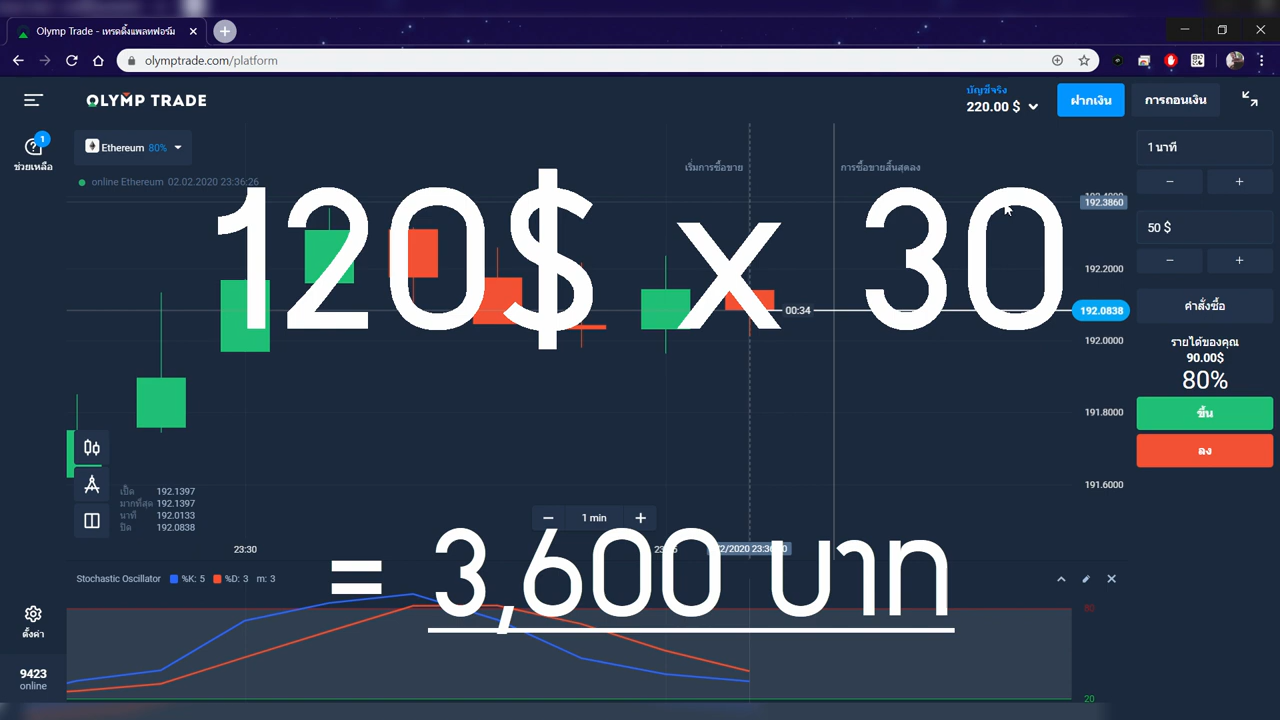 Olymp Trade - เทรดดิ้งแพลทฟอร์ม
olymptrade.com/platform
OLYMP TRADE
บัญชีจริง
220.00 $
ฝากเงิน
การถอนเงิน
1
ช่วยเหลือ
Ethereum 80%
online Ethereum 02.02.2020 23:36:26
เริ่มการซื้อขาย
การซื้อขายสิ้นสุดลง
1 นาที
192.3860
120$ x 30
50 $
192.2000
00:34
192.0838
คำสั่งซื้อ
192.0000
รายได้ของคุณ
90.00$
80%
191.8000
ขึ้น
ลง
191.6000
เปิด 192.1397
มากที่สุด 192.1397
นาที 192.0133
ปิด 192.0838
1 min
23:30
= 3,600 บาท
Stochastic Oscillator %K: 5 %D: 3 m: 3
80
ตั้งค่า
9423
online
20